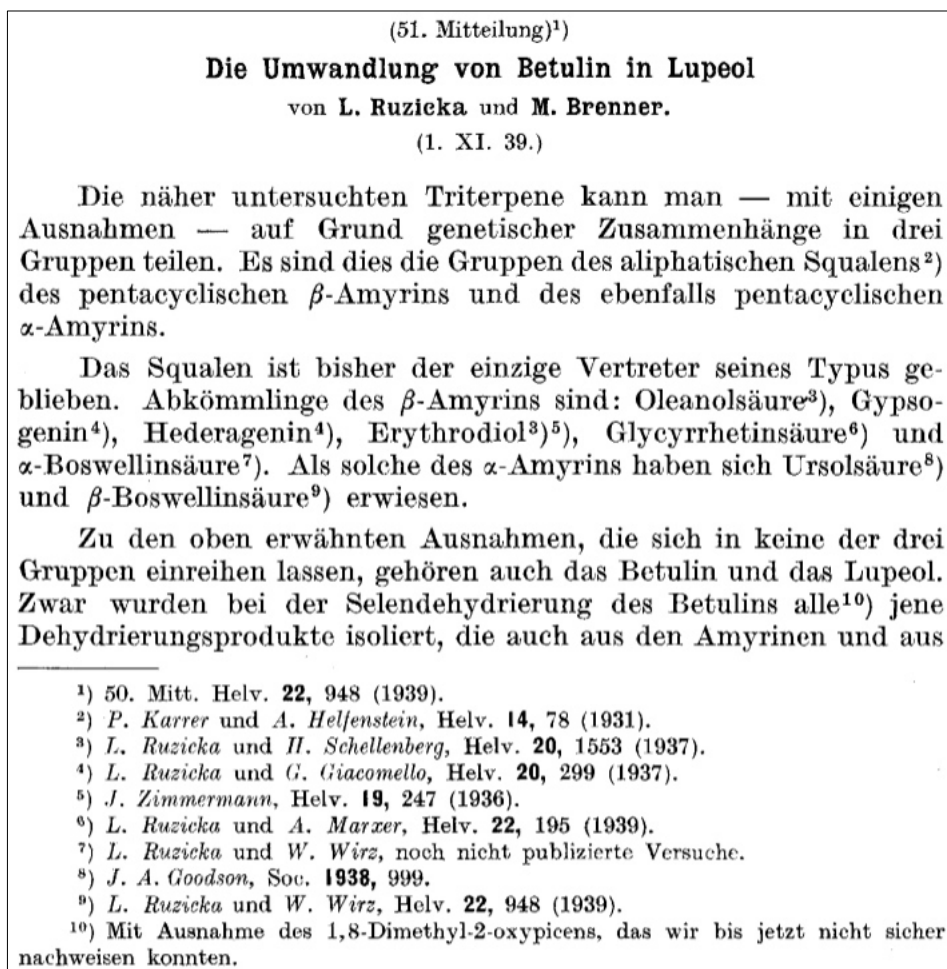 (51. Mitteilung)¹)
Die Umwandlung von Betulin in Lupeol
von L. Ruzicka und M. Brenner.
(1. XI. 39.)
Die näher untersuchten Triterpene kann man — mit einigen
Ausnahmen — auf Grund genetischer Zusammenhänge in drei
Gruppen teilen. Es sind dies die Gruppen des aliphatischen Squalens²)
des pentacyclischen β-Amyrins und des ebenfalls pentacyclischen
α-Amyrins.
Das Squalen ist bisher der einzige Vertreter seines Typus ge-
blieben. Abkömmlinge des β-Amyrins sind: Oleanolsäure³), Gypso-
genin⁴), Hederagenin⁴), Erythrodiol³)⁵), Glycyrrhetinsäure⁶) und
α-Boswellinsäure⁷). Als solche des α-Amyrins haben sich Ursolsäure⁸)
und β-Boswellinsäure⁹) erwiesen.
Zu den oben erwähnten Ausnahmen, die sich in keine der drei
Gruppen einreihen lassen, gehören auch das Betulin und das Lupeol.
Zwar wurden bei der Selendehydrierung des Betulins alle¹⁰) jene
Dehydrierungsprodukte isoliert, die auch aus den Amyrinen und aus
¹) 50. Mitt. Helv. 22, 948 (1939).
²) P. Karrer und A. Helfenstein, Helv. 14, 78 (1931).
³) L. Ruzicka und H. Schellenberg, Helv. 20, 1553 (1937).
⁴) L. Ruzicka und G. Giacomello, Helv. 20, 299 (1937).
⁵) J. Zimmermann, Helv. 19, 247 (1936).
⁶) L. Ruzicka und A. Marxer, Helv. 22, 195 (1939).
⁷) L. Ruzicka und W. Wirz, noch nicht publizierte Versuche.
⁸) J. A. Goodson, Soc. 1938, 999.
⁹) L. Ruzicka und W. Wirz, Helv. 22, 948 (1939).
¹⁰) Mit Ausnahme des 1,8-Dimethyl-2-oxypicens, das wir bis jetzt nicht sicher
nachweisen konnten.